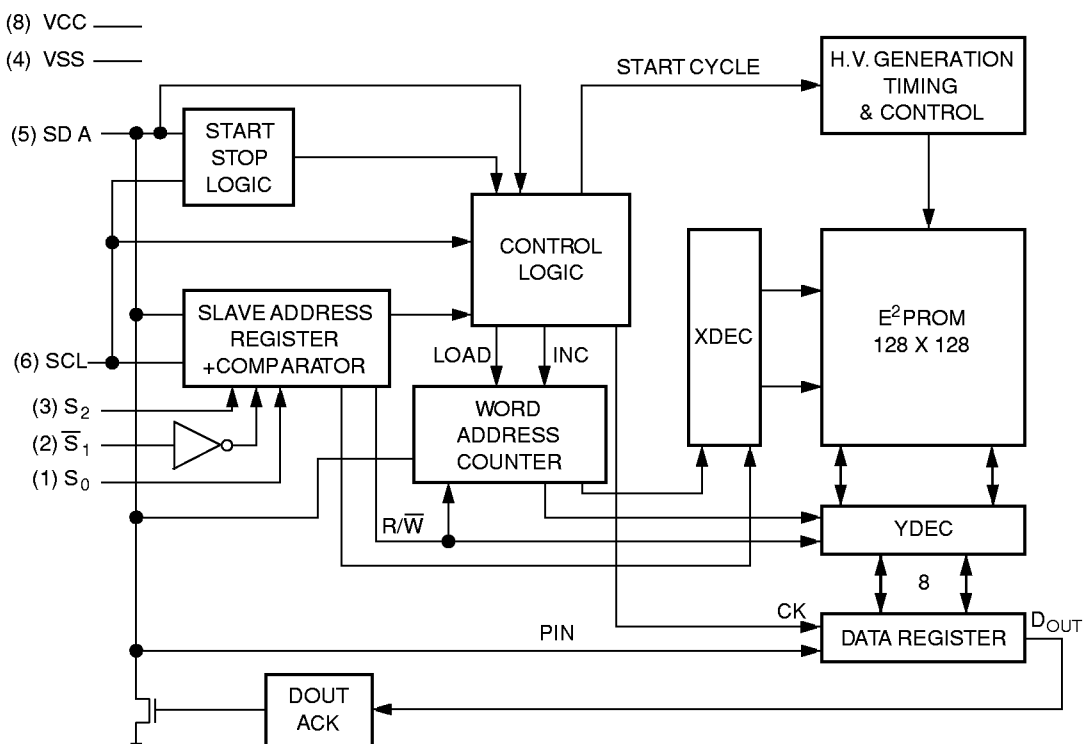 (8) VCC
(4) VSS
START CYCLE
H.V. GENERATION
TIMING
& CONTROL
(5) SD A
START
STOP
LOGIC
CONTROL
LOGIC
SLAVE ADDRESS
REGISTER
+COMPARATOR
XDEC
E²PROM
128 X 128
(6) SCL
LOAD
INC
(3) S₂
(2) S̅₁
(1) S₀
WORD
ADDRESS
COUNTER
R/W̅
YDEC
8
CK
DOUT
PIN
DATA REGISTER
DOUT
ACK